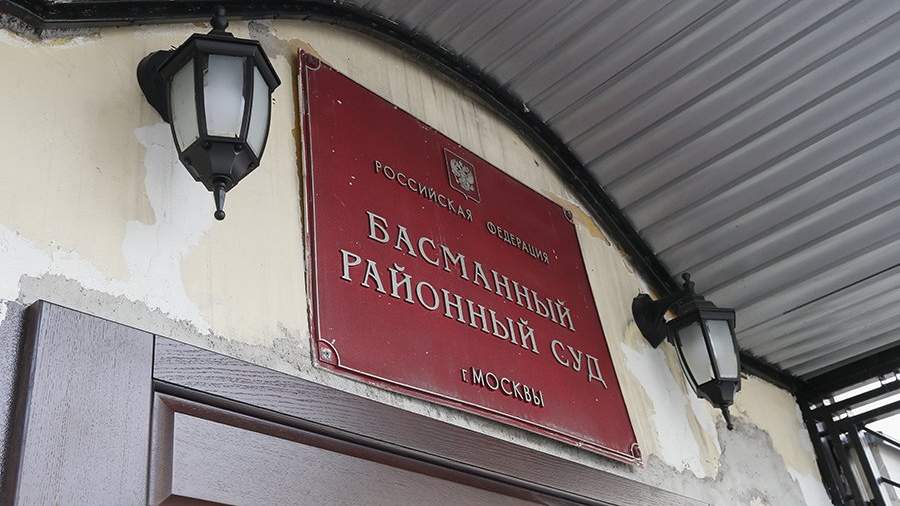 РОССИЙСКАЯ ФЕДЕРАЦИЯ
БАСМАННЫЙ
РАЙОННЫЙ СУД
г МОСКВЫ